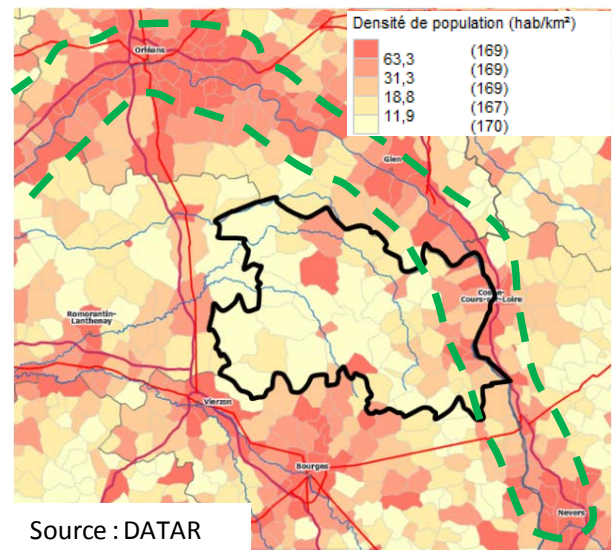 Densité de population (hab/km²)
(169)
63,3
(169)
31,3
(169)
18,8
(167)
11,9
(170)
Orléans
Gien
Cosne-
Cours-sur-Loire
Romorantin-
Lanthenay
Vierzon
Bourges
Nevers
Source : DATAR